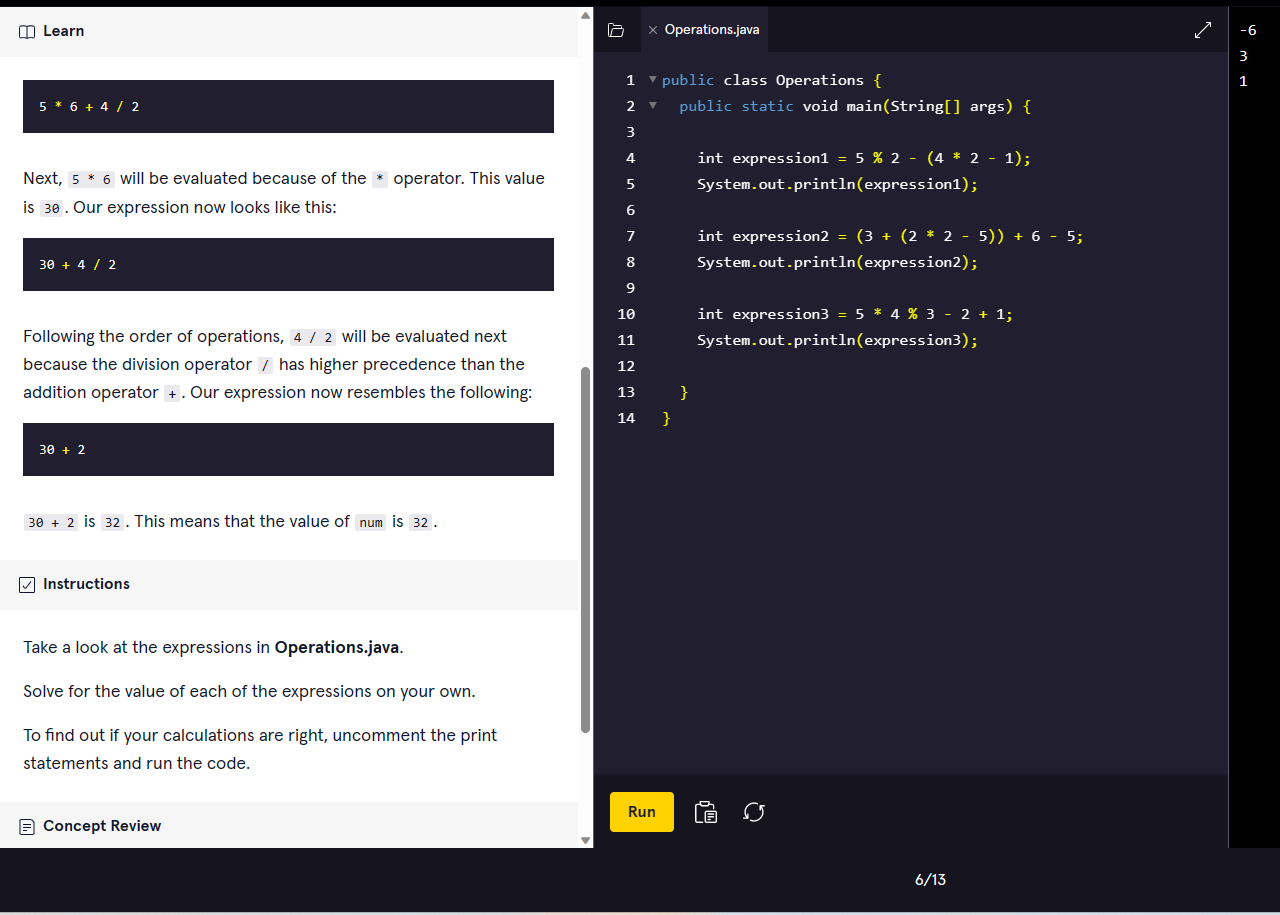 Learn
5 * 6 + 4 / 2
Next, 5 * 6 will be evaluated because of the * operator. This value
is 30. Our expression now looks like this:
30 + 4 / 2
Following the order of operations, 4 / 2 will be evaluated next
because the division operator / has higher precedence than the
addition operator +. Our expression now resembles the following:
30 + 2
30 + 2 is 32. This means that the value of num is 32.
Instructions
Take a look at the expressions in Operations.java.
Solve for the value of each of the expressions on your own.
To find out if your calculations are right, uncomment the print
statements and run the code.
Concept Review
Operations.java
1 public class Operations {
2 public static void main(String[] args) {
3
4 int expression1 = 5 % 2 - (4 * 2 - 1);
5 System.out.println(expression1);
6
7 int expression2 = (3 + (2 * 2 - 5)) + 6 - 5;
8 System.out.println(expression2);
9
10 int expression3 = 5 * 4 % 3 - 2 + 1;
11 System.out.println(expression3);
12
13 }
14 }
Run
-6
3
1
6/13